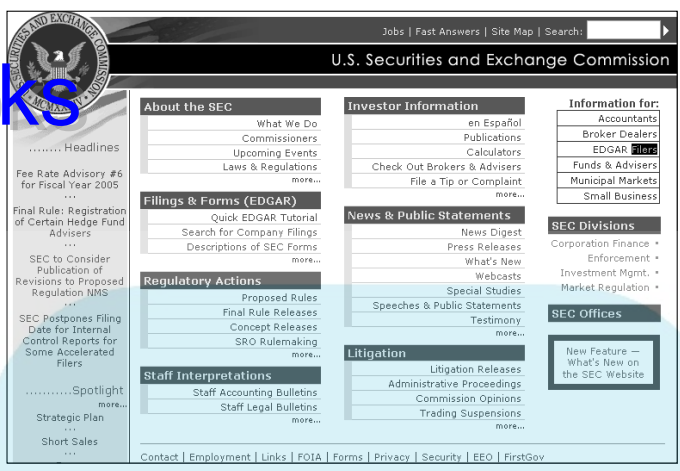 Jobs | Fast Answers | Site Map | Search:
U.S. Securities and Exchange Commission
SECURITIES AND EXCHANGE COMMISSION
MCMXXXIV
ks
........ Headlines
Fee Rate Advisory #6
for Fiscal Year 2005
...
Final Rule: Registration
of Certain Hedge Fund
Advisers
...
SEC to Consider
Publication of
Revisions to Proposed
Regulation NMS
...
SEC Postpones Filing
Date for Internal
Control Reports for
Some Accelerated
Filers
...........Spotlight
more...
Strategic Plan
...
Short Sales
...
About the SEC
What We Do
Commissioners
Upcoming Events
Laws & Regulations
more...
Filings & Forms (EDGAR)
Quick EDGAR Tutorial
Search for Company Filings
Descriptions of SEC Forms
more...
Regulatory Actions
Proposed Rules
Final Rule Releases
Concept Releases
SRO Rulemaking
more...
Staff Interpretations
Staff Accounting Bulletins
Staff Legal Bulletins
more...
Investor Information
en Español
Publications
Calculators
Check Out Brokers & Advisers
File a Tip or Complaint
more...
News & Public Statements
News Digest
Press Releases
What's New
Webcasts
Special Studies
Speeches & Public Statements
Testimony
more...
Litigation
Litigation Releases
Administrative Proceedings
Commission Opinions
Trading Suspensions
more...
Information for:
Accountants
Broker Dealers
EDGAR Filers
Funds & Advisers
Municipal Markets
Small Business
SEC Divisions
Corporation Finance •
Enforcement •
Investment Mgmt. •
Market Regulation •
SEC Offices
New Feature —
What's New on
the SEC Website
Contact | Employment | Links | FOIA | Forms | Privacy | Security | EEO | FirstGov